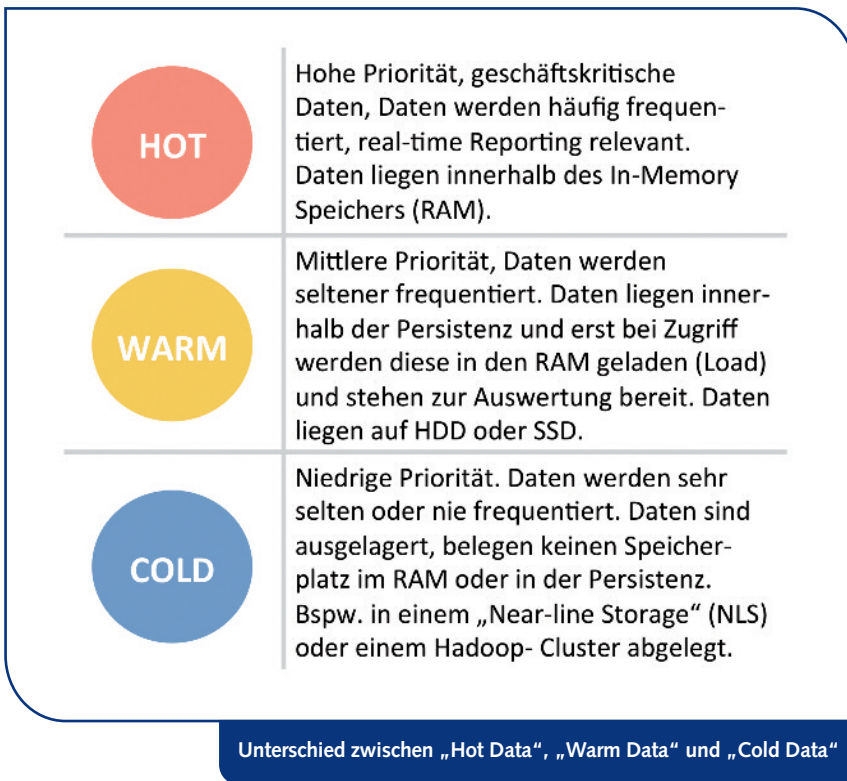 HOT
Hohe Priorität, geschäftskritische
Daten, Daten werden häufig frequen-
tiert, real-time Reporting relevant.
Daten liegen innerhalb des In-Memory
Speichers (RAM).
WARM
Mittlere Priorität, Daten werden
seltener frequentiert. Daten liegen inner-
halb der Persistenz und erst bei Zugriff
werden diese in den RAM geladen (Load)
und stehen zur Auswertung bereit. Daten
liegen auf HDD oder SSD.
COLD
Niedrige Priorität. Daten werden sehr
selten oder nie frequentiert. Daten sind
ausgelagert, belegen keinen Speicher-
platz im RAM oder in der Persistenz.
Bspw. in einem „Near-line Storage“ (NLS)
oder einem Hadoop- Cluster abgelegt.
Unterschied zwischen „Hot Data“, „Warm Data“ und „Cold Data“